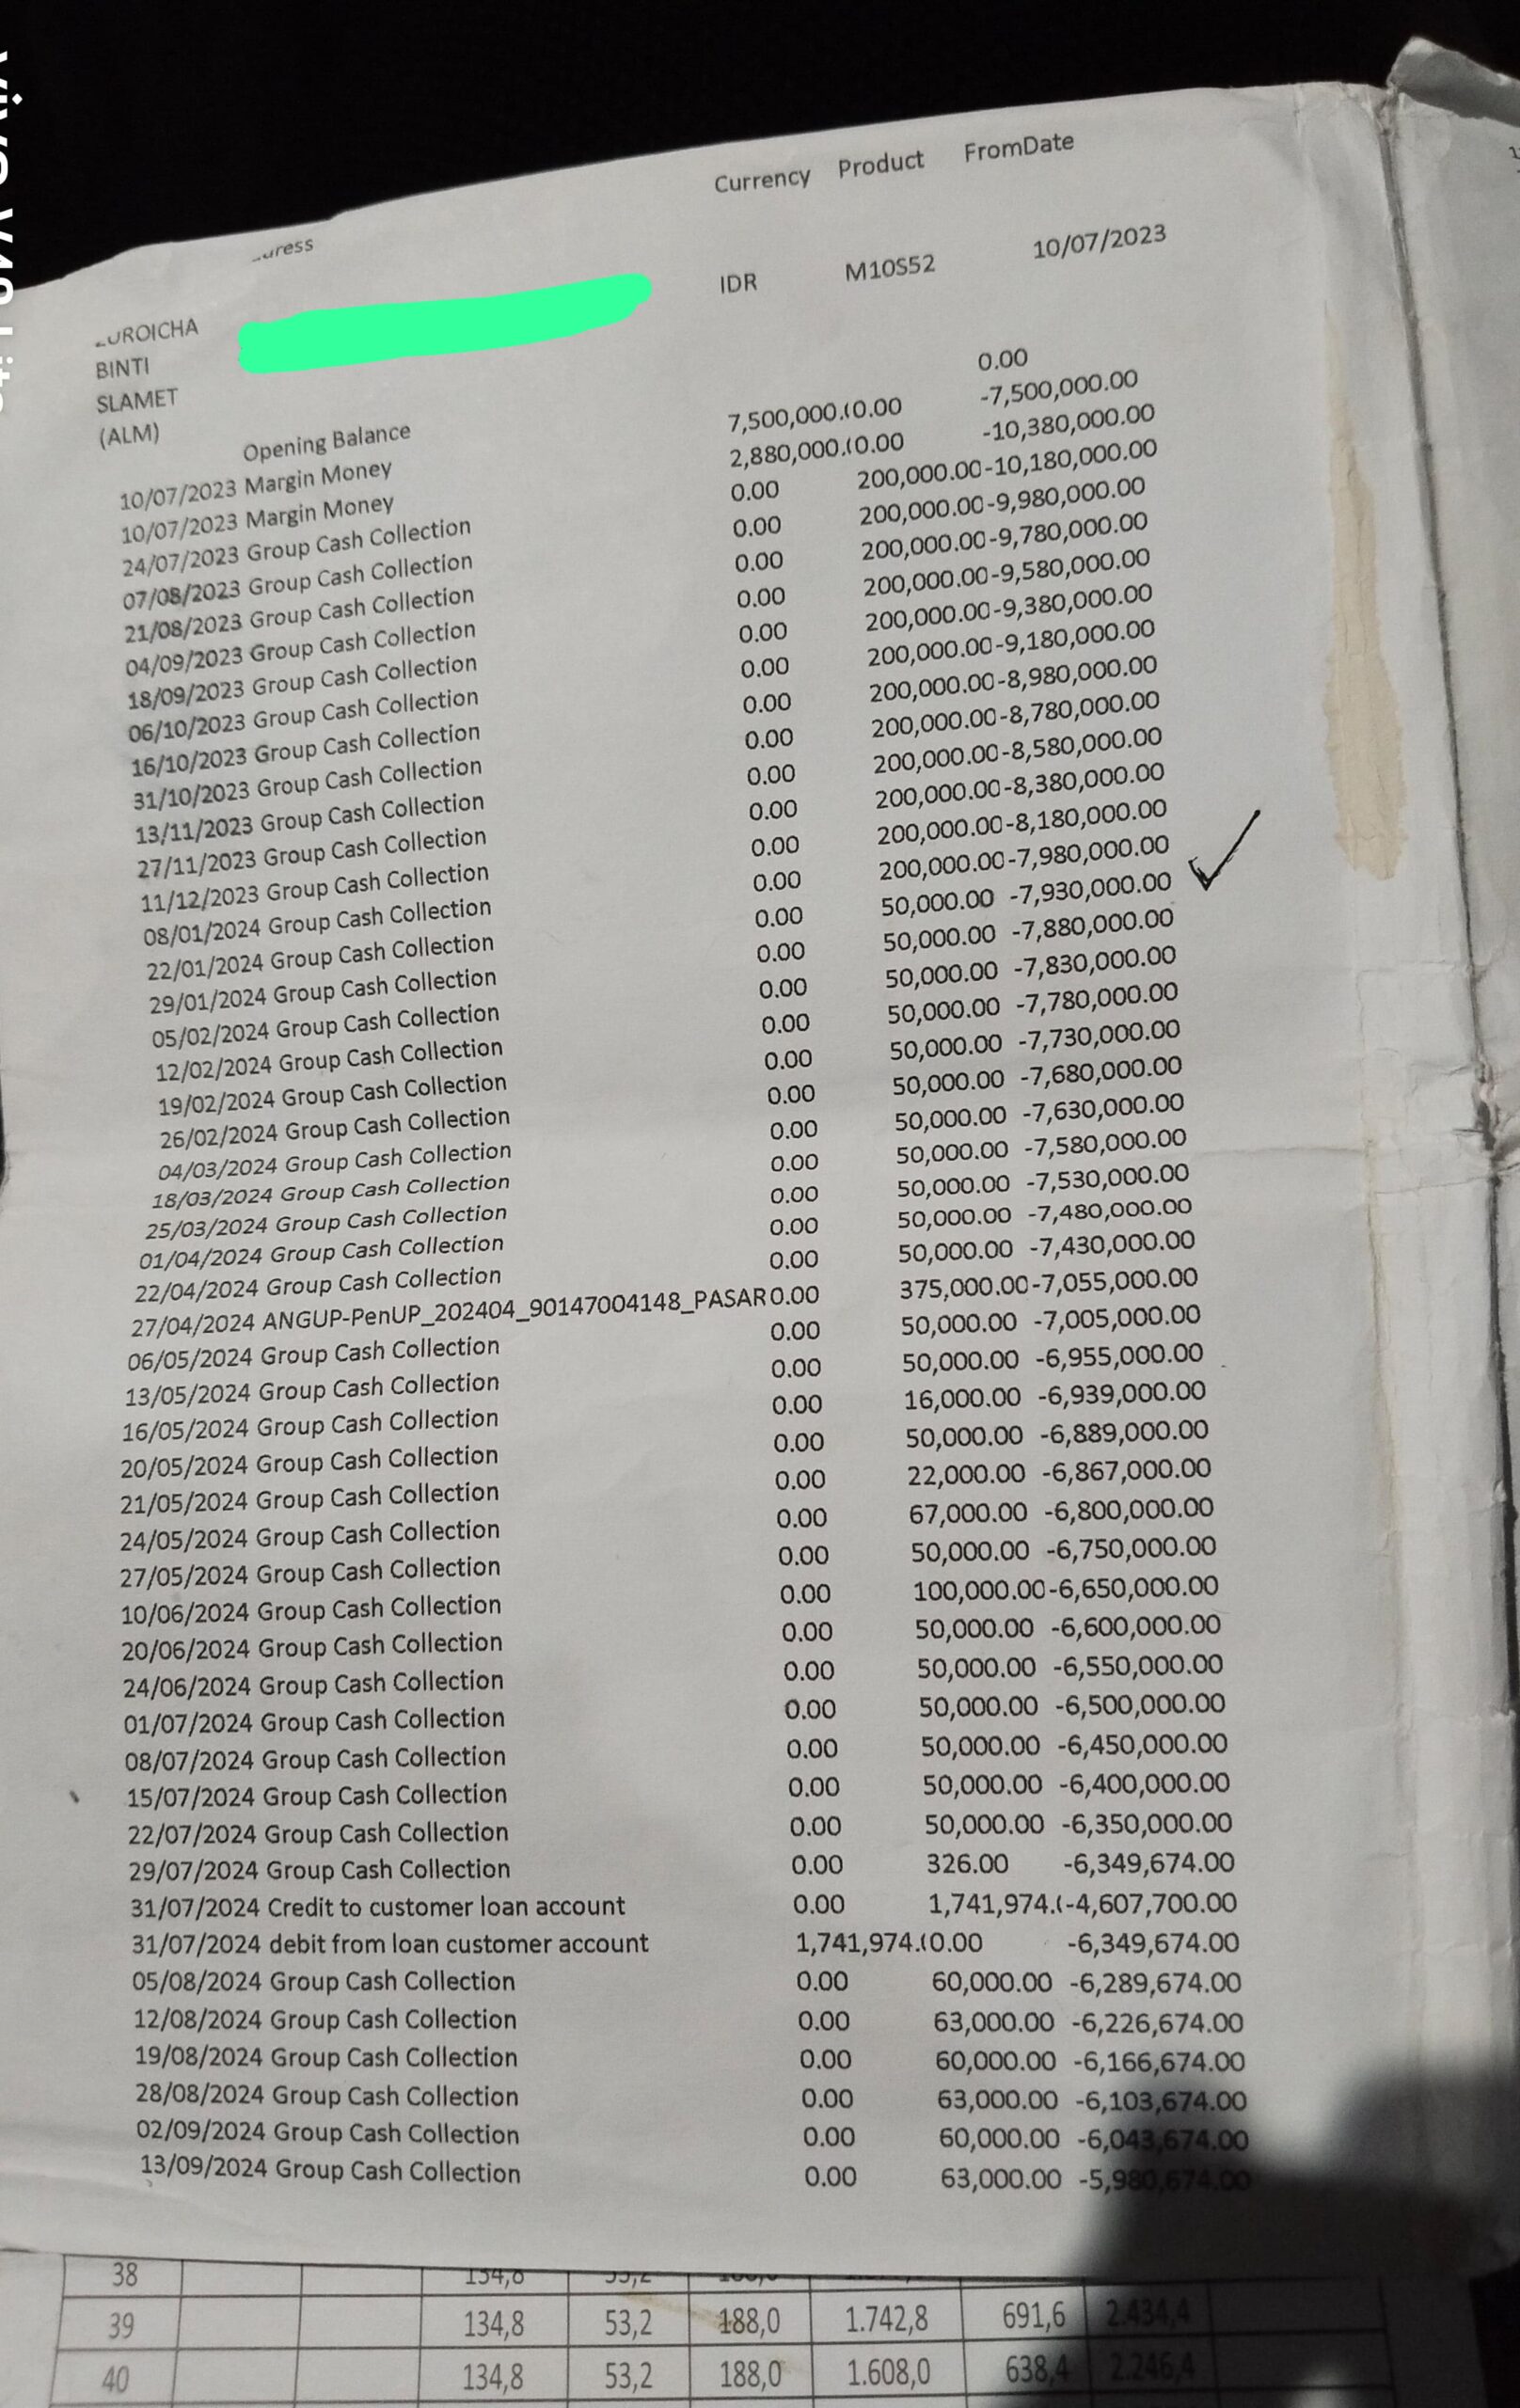 Currency Product FromDate
IDR M10S52 10/07/2023
BINTI
SLAMET
(ALM)
Opening Balance 0.00
10/07/2023 Margin Money 7,500,000.(0.00 -7,500,000.00
10/07/2023 Margin Money 2,880,000.(0.00 -10,380,000.00
24/07/2023 Group Cash Collection 0.00 200,000.00 -10,180,000.00
07/08/2023 Group Cash Collection 0.00 200,000.00 -9,980,000.00
21/08/2023 Group Cash Collection 0.00 200,000.00 -9,780,000.00
04/09/2023 Group Cash Collection 0.00 200,000.00 -9,580,000.00
18/09/2023 Group Cash Collection 0.00 200,000.00 -9,380,000.00
06/10/2023 Group Cash Collection 0.00 200,000.00 -9,180,000.00
16/10/2023 Group Cash Collection 0.00 200,000.00 -8,980,000.00
31/10/2023 Group Cash Collection 0.00 200,000.00 -8,780,000.00
13/11/2023 Group Cash Collection 0.00 200,000.00 -8,580,000.00
27/11/2023 Group Cash Collection 0.00 200,000.00 -8,380,000.00
11/12/2023 Group Cash Collection 0.00 200,000.00 -8,180,000.00
08/01/2024 Group Cash Collection 0.00 200,000.00 -7,980,000.00
22/01/2024 Group Cash Collection 0.00 50,000.00 -7,930,000.00
29/01/2024 Group Cash Collection 0.00 50,000.00 -7,880,000.00
05/02/2024 Group Cash Collection 0.00 50,000.00 -7,830,000.00
12/02/2024 Group Cash Collection 0.00 50,000.00 -7,780,000.00
19/02/2024 Group Cash Collection 0.00 50,000.00 -7,730,000.00
26/02/2024 Group Cash Collection 0.00 50,000.00 -7,680,000.00
04/03/2024 Group Cash Collection 0.00 50,000.00 -7,630,000.00
18/03/2024 Group Cash Collection 0.00 50,000.00 -7,580,000.00
25/03/2024 Group Cash Collection 0.00 50,000.00 -7,530,000.00
01/04/2024 Group Cash Collection 0.00 50,000.00 -7,480,000.00
22/04/2024 Group Cash Collection 0.00 50,000.00 -7,430,000.00
27/04/2024 ANGUP-PenUP_202404_90147004148_PASAR 0.00 375,000.00 -7,055,000.00
06/05/2024 Group Cash Collection 0.00 50,000.00 -7,005,000.00
13/05/2024 Group Cash Collection 0.00 50,000.00 -6,955,000.00
16/05/2024 Group Cash Collection 0.00 16,000.00 -6,939,000.00
20/05/2024 Group Cash Collection 0.00 50,000.00 -6,889,000.00
21/05/2024 Group Cash Collection 0.00 22,000.00 -6,867,000.00
24/05/2024 Group Cash Collection 0.00 67,000.00 -6,800,000.00
27/05/2024 Group Cash Collection 0.00 50,000.00 -6,750,000.00
10/06/2024 Group Cash Collection 0.00 100,000.00 -6,650,000.00
20/06/2024 Group Cash Collection 0.00 50,000.00 -6,600,000.00
24/06/2024 Group Cash Collection 0.00 50,000.00 -6,550,000.00
01/07/2024 Group Cash Collection 0.00 50,000.00 -6,500,000.00
08/07/2024 Group Cash Collection 0.00 50,000.00 -6,450,000.00
15/07/2024 Group Cash Collection 0.00 50,000.00 -6,400,000.00
22/07/2024 Group Cash Collection 0.00 50,000.00 -6,350,000.00
29/07/2024 Group Cash Collection 0.00 326.00 -6,349,674.00
31/07/2024 Credit to customer loan account 0.00 1,741,974.(-4,607,700.00
31/07/2024 debit from loan customer account 1,741,974.(0.00 -6,349,674.00
05/08/2024 Group Cash Collection 0.00 60,000.00 -6,289,674.00
12/08/2024 Group Cash Collection 0.00 63,000.00 -6,226,674.00
19/08/2024 Group Cash Collection 0.00 60,000.00 -6,166,674.00
28/08/2024 Group Cash Collection 0.00 63,000.00 -6,103,674.00
02/09/2024 Group Cash Collection 0.00 60,000.00 -6,043,674.00
13/09/2024 Group Cash Collection 0.00 63,000.00 -5,980,674.00
38
39 134,8 53,2 188,0 1.742,8 691,6 2.434,4
40 134,8 53,2 188,0 1.608,0 638,4 2.246,4